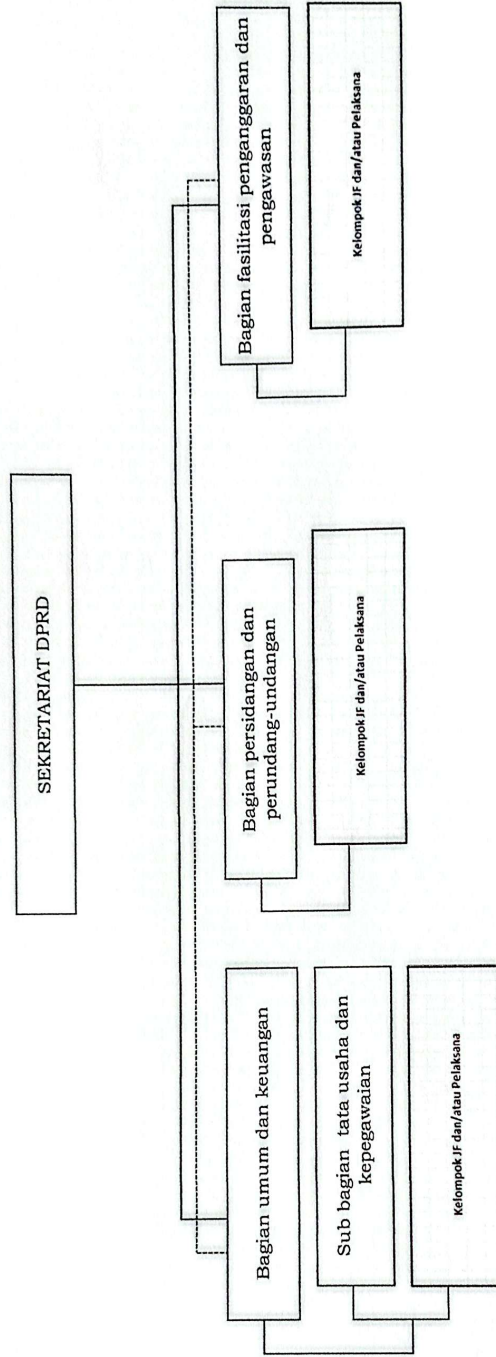 SEKRETARIAT DPRD
Bagian umum dan keuangan
Sub bagian tata usaha dan
kepegawaian
Kelompok JF dan/atau Pelaksana
Bagian persidangan dan
perundang-undangan
Kelompok JF dan/atau Pelaksana
Bagian fasilitasi penganggaran dan
pengawasan
Kelompok JF dan/atau Pelaksana